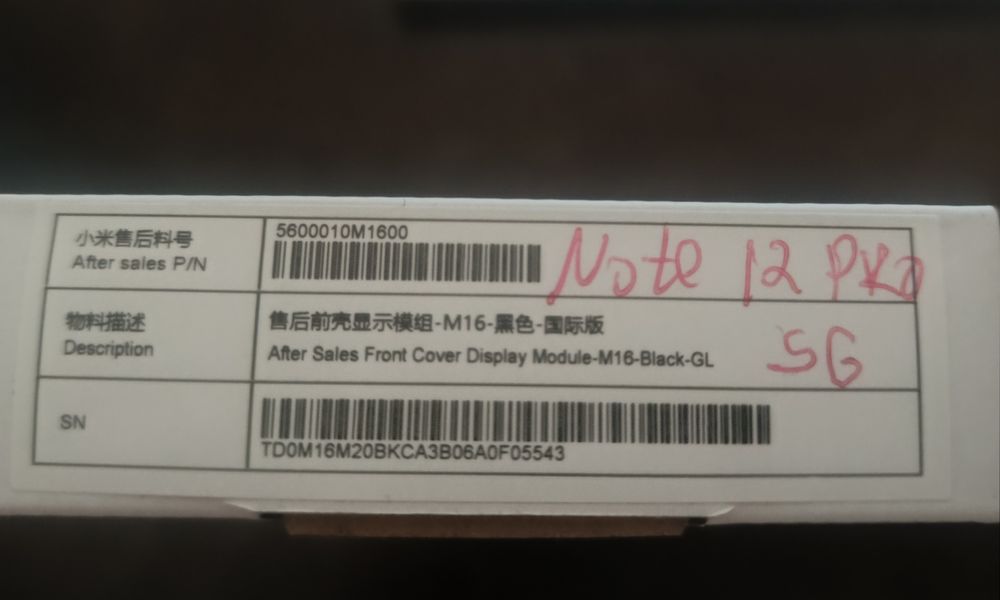 小米售后料号
After sales P/N
5600010M1600
Note 12 PRO
物料描述
Description
售后前壳显示模组-M16-黑色-国际版
After Sales Front Cover Display Module-M16-Black-GL
5G
SN
TD0M16M20BKCA3B06A0F05543